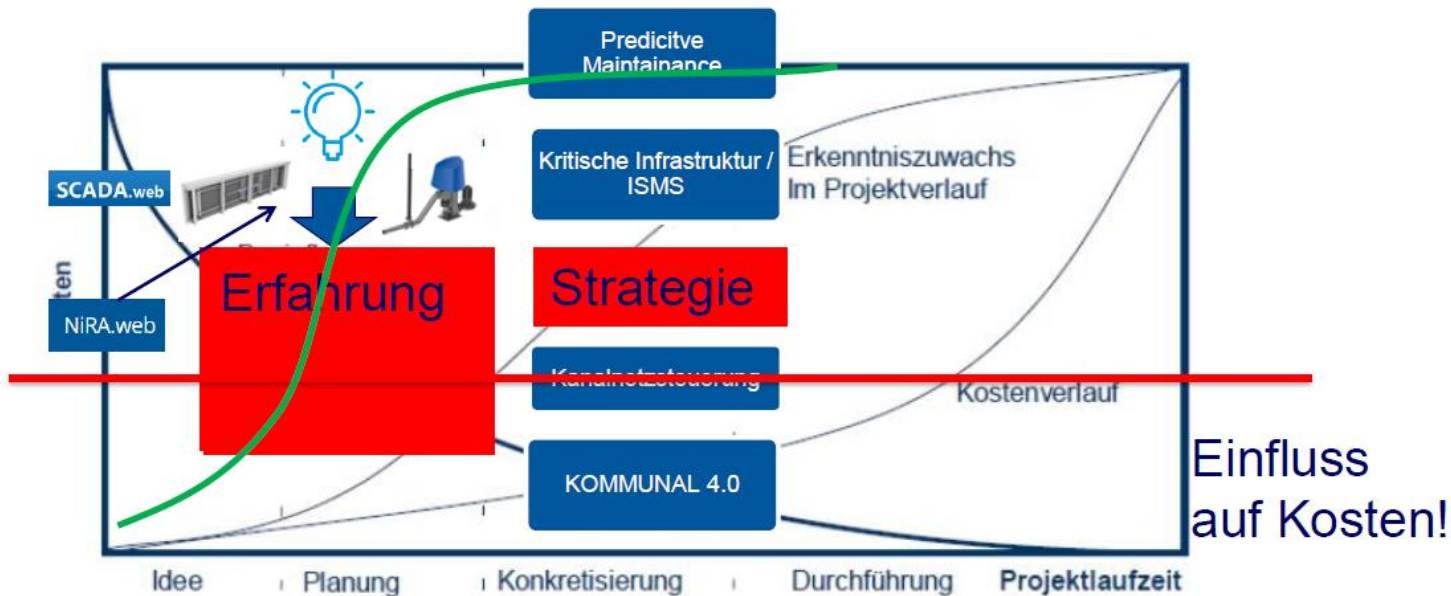 Predicitve
Maintainance
Kritische Infrastruktur /
ISMS
Erkenntniszuwachs
Im Projektverlauf
SCADA.web
NiRA.web
Erfahrung
Strategie
Kanalnetzsteuerung
Kostenverlauf
KOMMUNAL 4.0
Einfluss
auf Kosten!
Idee
Planung
Konkretisierung
Durchführung
Projektlaufzeit